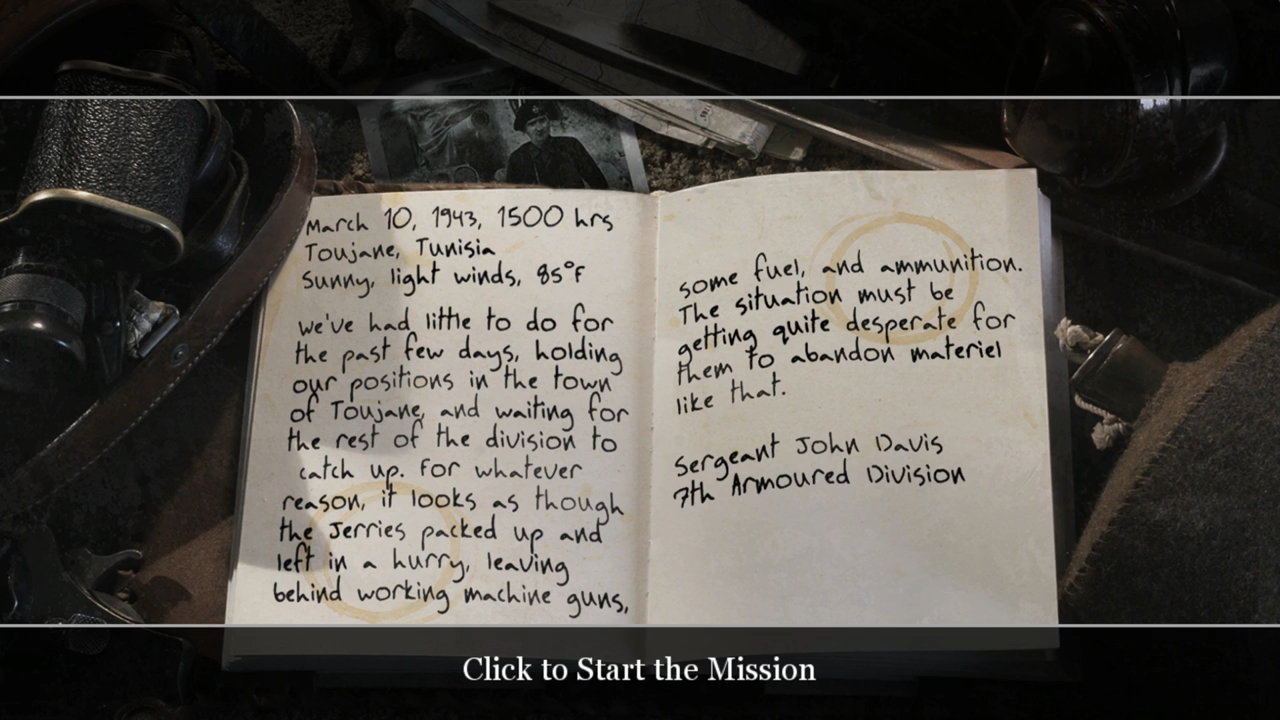 March 10, 1943, 1500 hrs
Toujane, Tunisia
Sunny, light winds, 85°F
We've had little to do for
the past few days, holding
our positions in the town
of Toujane, and waiting for
the rest of the division to
catch up. For whatever
reason, it looks as though
the Jerries packed up and
left in a hurry, leaving
behind working machine guns,
some fuel, and ammunition.
The situation must be
getting quite desperate for
them to abandon materiel
like that.
Sergeant John Davis
7th Armoured Division
Click to Start the Mission